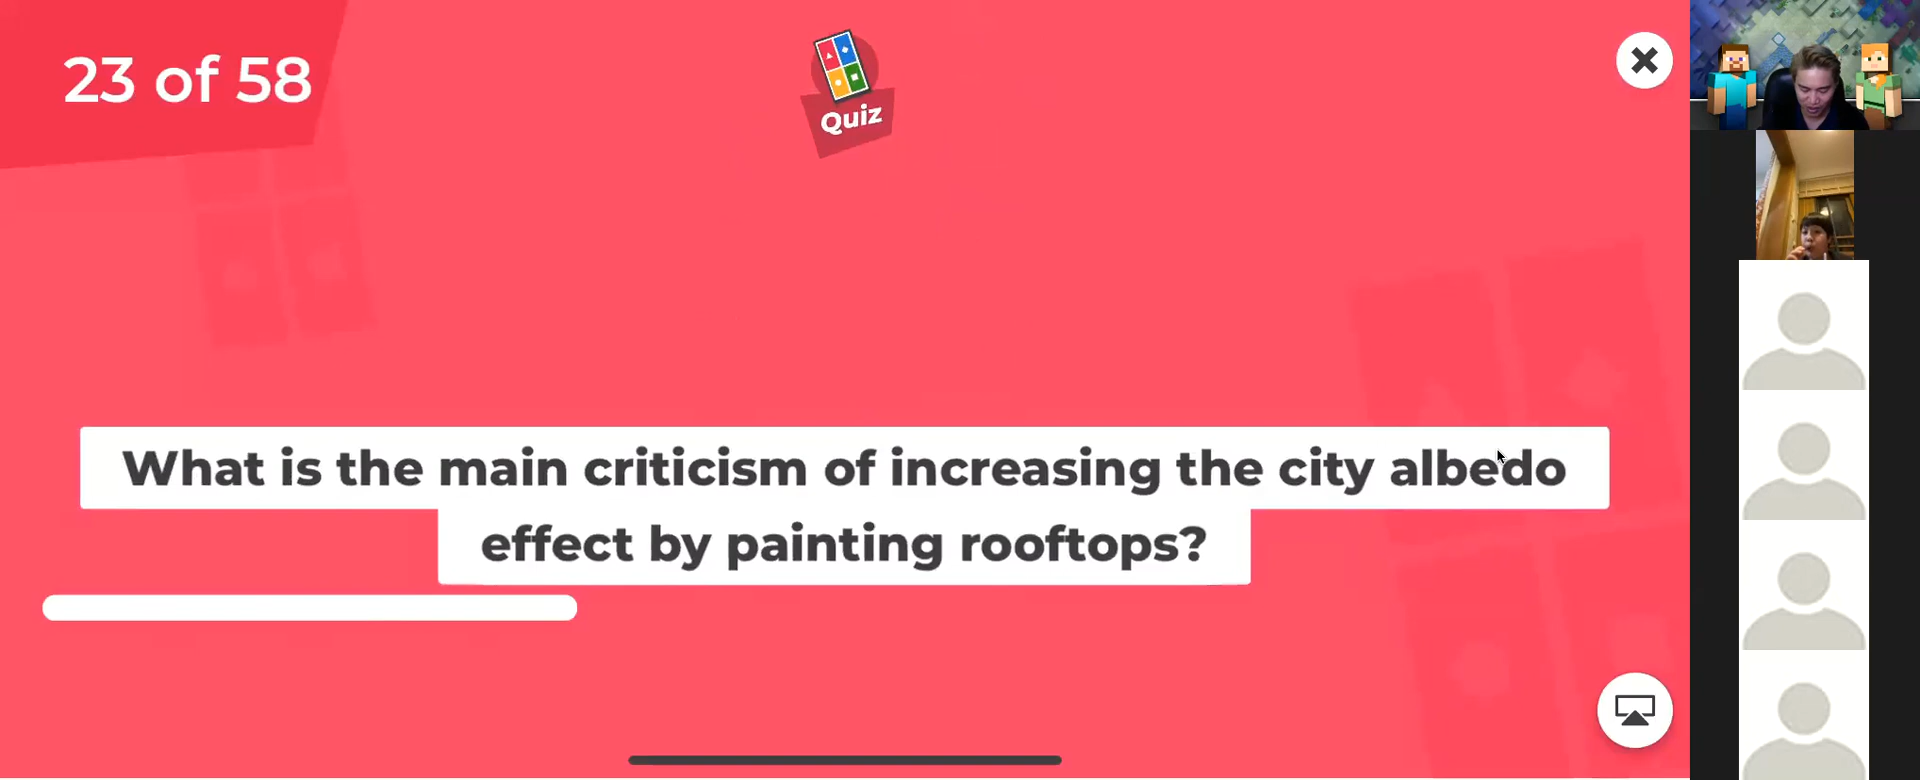 23 of 58
Quiz
What is the main criticism of increasing the city albedo
effect by painting rooftops?